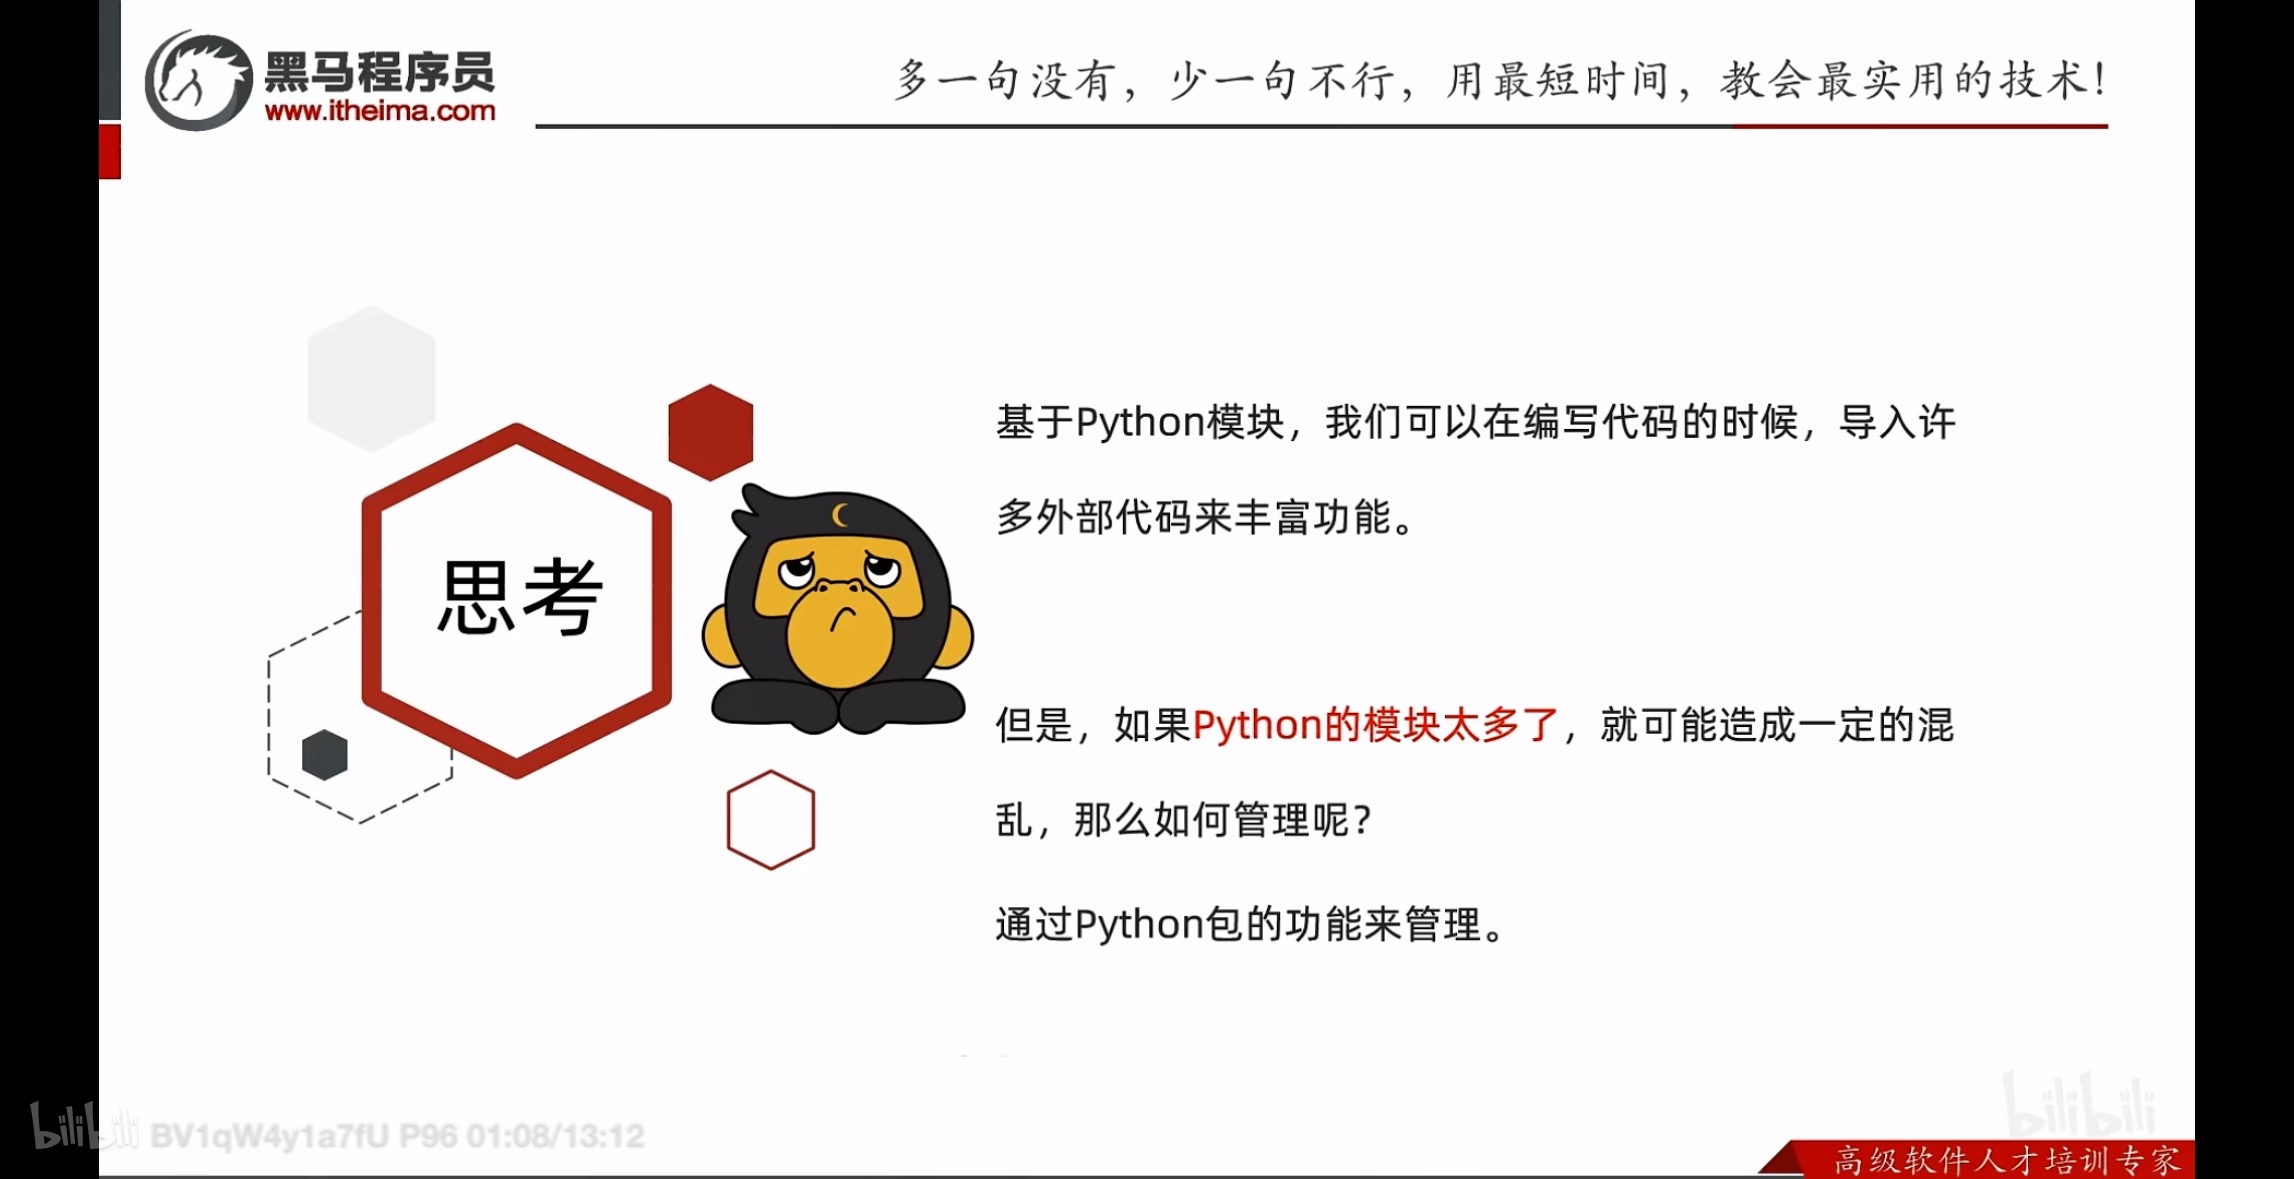 黑马程序员
www.itheima.com
多一句没有，少一句不行，用最短时间，教会最实用的技术！
思考
基于Python模块，我们可以在编写代码的时候，导入许
多外部代码来丰富功能。
但是，如果Python的模块太多了，就可能造成一定的混
乱，那么如何管理呢？
通过Python包的功能来管理。
bilibili BV1qW4y1a7fU P96 01:08/13:12
bilibili
高级软件人才培训专家